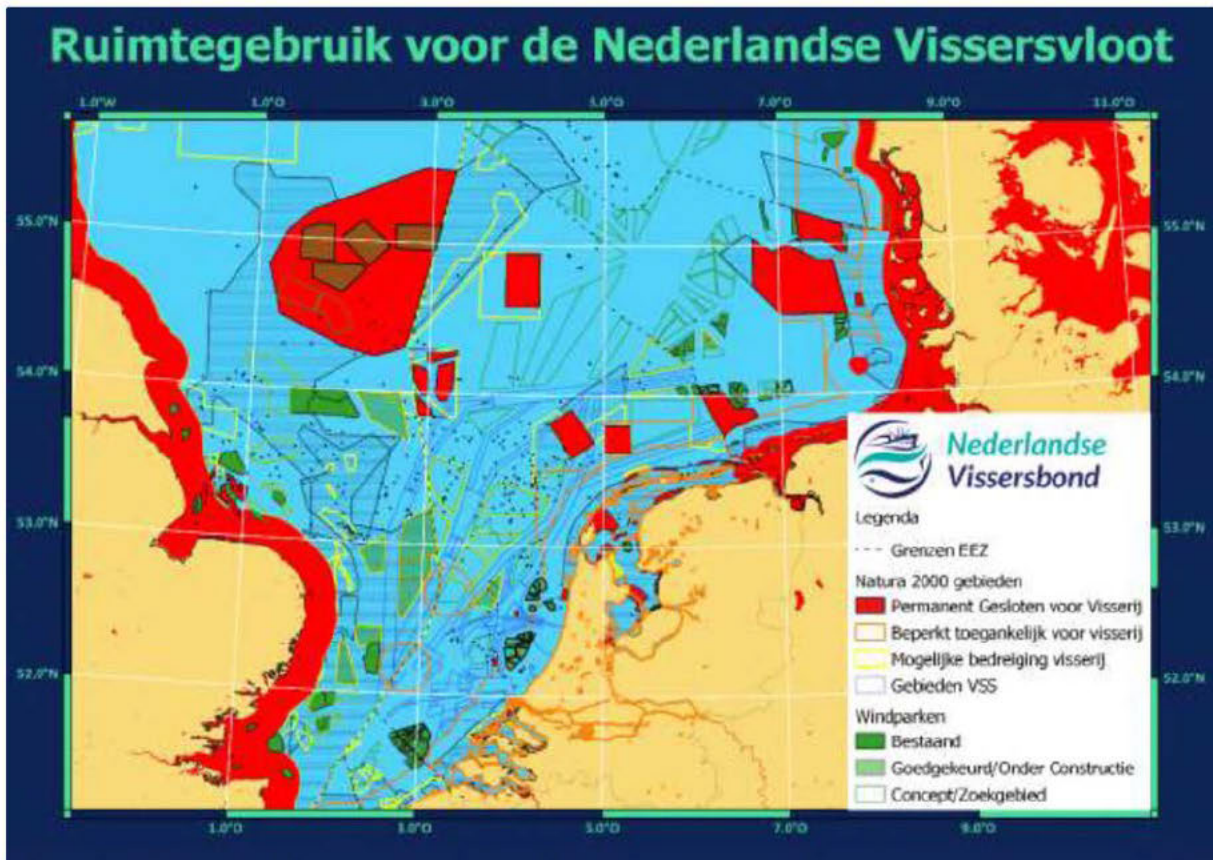 Ruimtegebruik voor de Nederlandse Vissersvloot
1.0°W 1.0°O 3.0°O 5.0°O 7.0°O 9.0°O 11.0°O
55.0°N 55.0°N
54.0°N 54.0°N
53.0°N 53.0°N
52.0°N 52.0°N
Nederlandse
Vissersbond
Legenda
Grenzen EEZ
Natura 2000 gebieden
Permanent Gesloten voor Visserij
Beperkt toegankelijk voor visserij
Mogelijke bedreiging visserij
Gebieden VSS
Windparken
Bestaand
Goedgekeurd/Onder Constructie
Concept/Zoekgebied
1.0°O 3.0°O 5.0°O 7.0°O 9.0°O